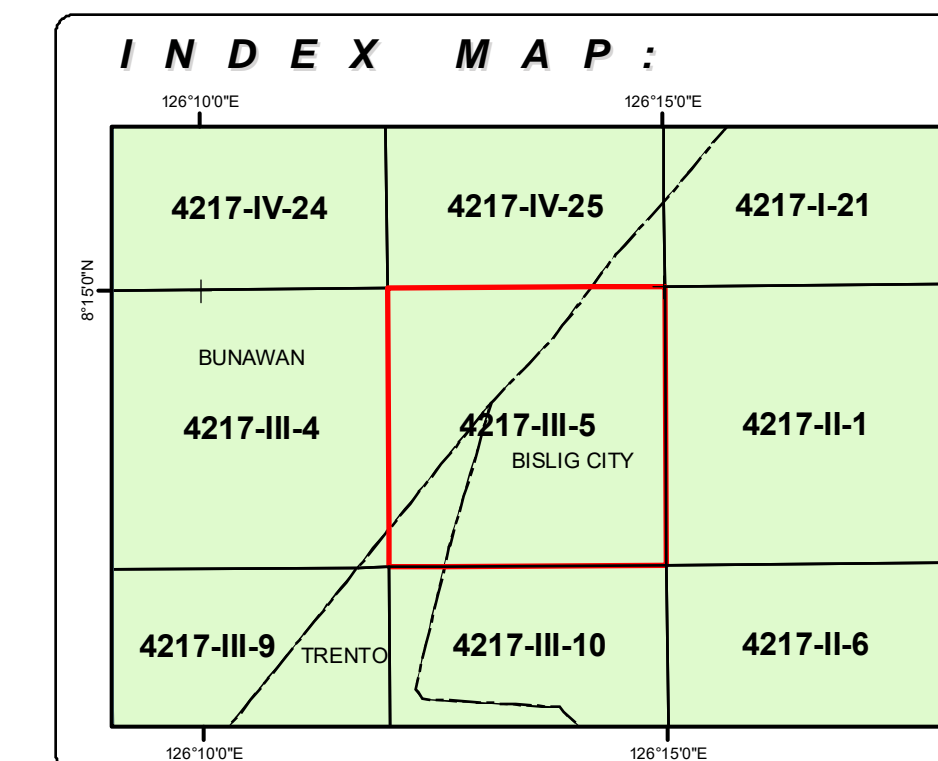 INDEX MAP:
126°10'0"E 126°15'0"E
4217-IV-24 4217-IV-25 4217-I-21
8°15'0"N
BUNAWAN
4217-III-4 4217-III-5 4217-II-1
BISLIG CITY
4217-III-9 4217-III-10 4217-II-6
TRENTO
126°10'0"E 126°15'0"E